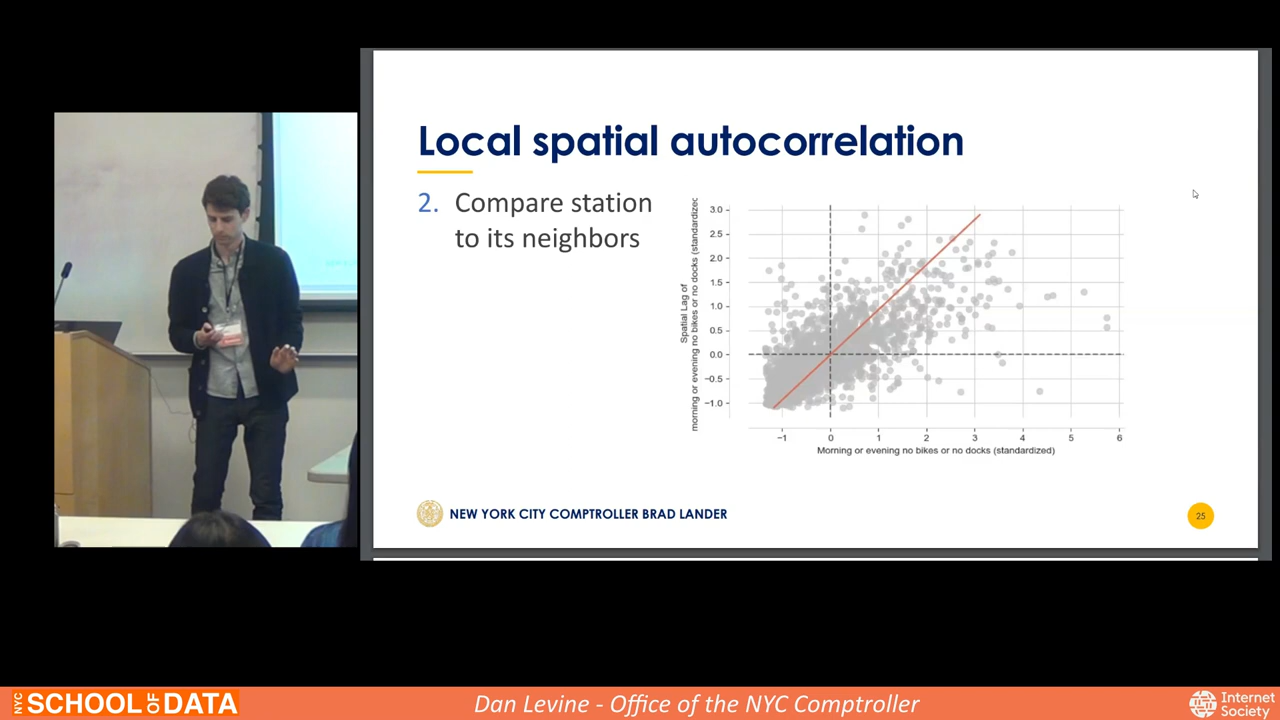 Local spatial autocorrelation
2. Compare station
to its neighbors
Spatial Lag of
morning or evening no bikes or no docks (standardized
3.0
2.5
2.0
1.5
1.0
0.5
0.0
−0.5
−1.0
−1 0 1 2 3 4 5 6
Morning or evening no bikes or no docks (standardized)
NEW YORK CITY COMPTROLLER BRAD LANDER
25
NYC SCHOOL OF DATA
Dan Levine - Office of the NYC Comptroller
Internet
Society